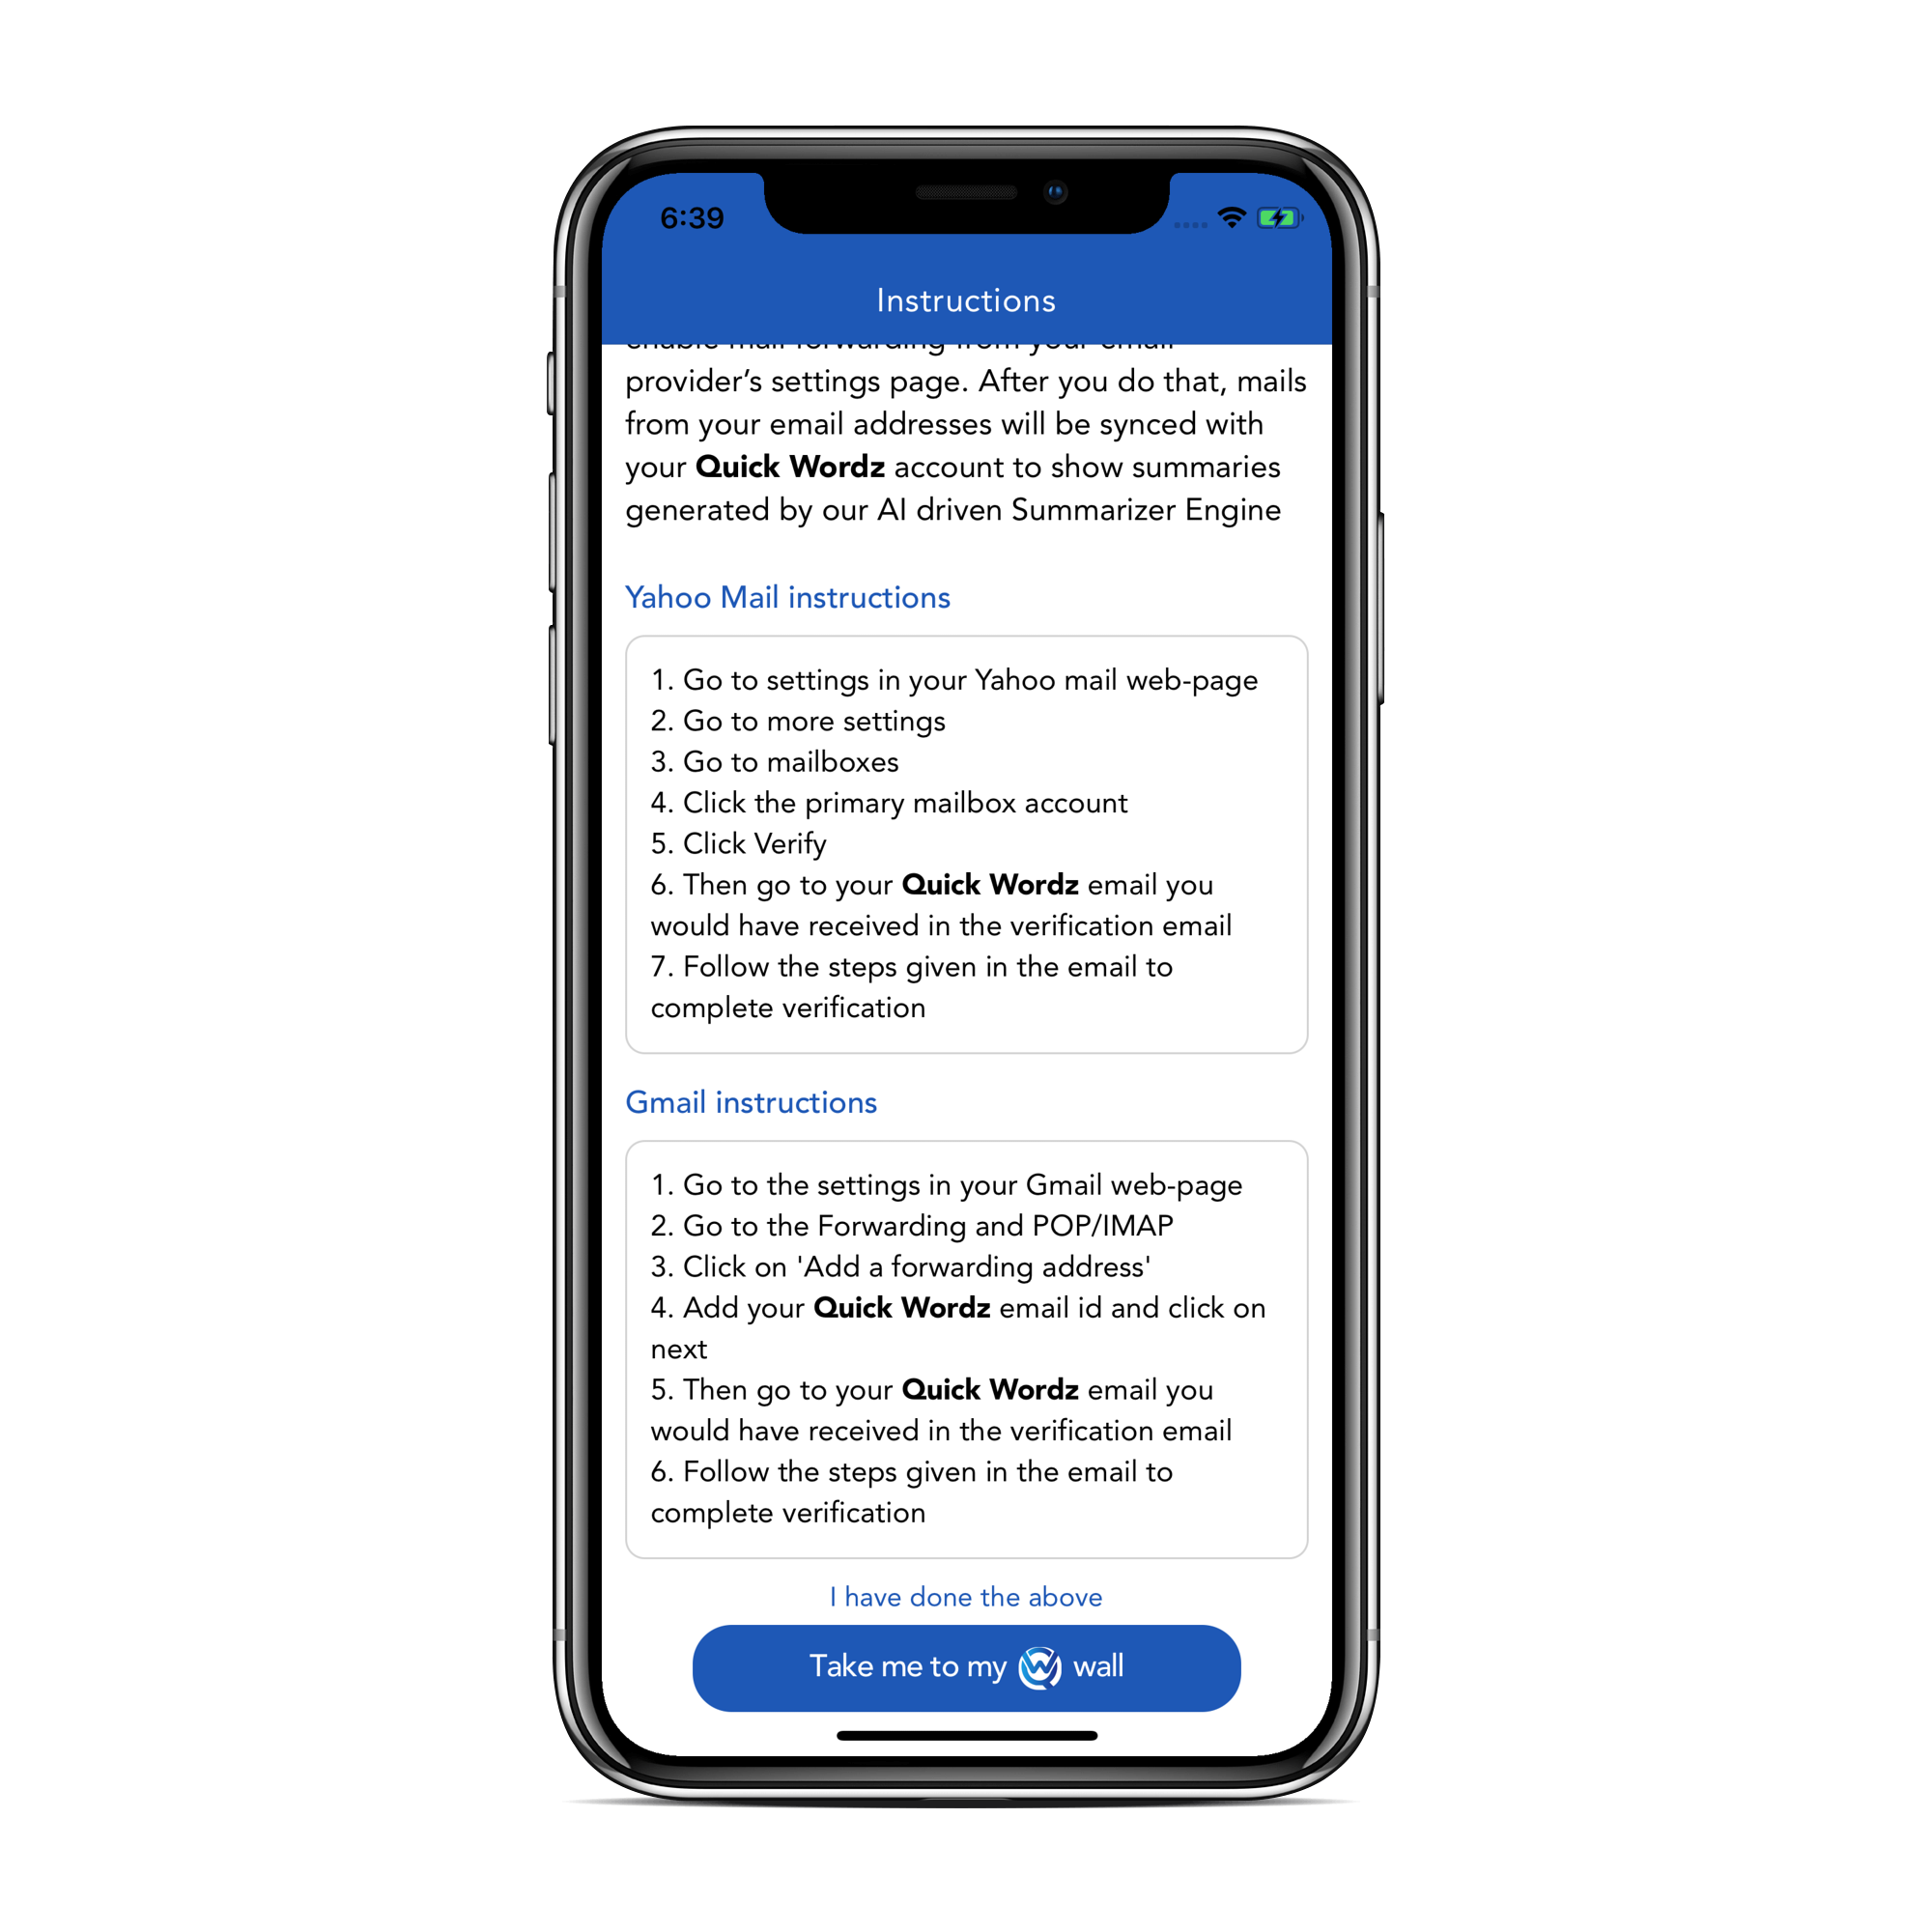 6:39
Instructions
enable mail forwarding from your email
provider’s settings page. After you do that, mails
from your email addresses will be synced with
your Quick Wordz account to show summaries
generated by our AI driven Summarizer Engine
Yahoo Mail instructions
1. Go to settings in your Yahoo mail web-page
2. Go to more settings
3. Go to mailboxes
4. Click the primary mailbox account
5. Click Verify
6. Then go to your Quick Wordz email you
would have received in the verification email
7. Follow the steps given in the email to
complete verification
Gmail instructions
1. Go to the settings in your Gmail web-page
2. Go to the Forwarding and POP/IMAP
3. Click on 'Add a forwarding address'
4. Add your Quick Wordz email id and click on
next
5. Then go to your Quick Wordz email you
would have received in the verification email
6. Follow the steps given in the email to
complete verification
I have done the above
Take me to my W wall